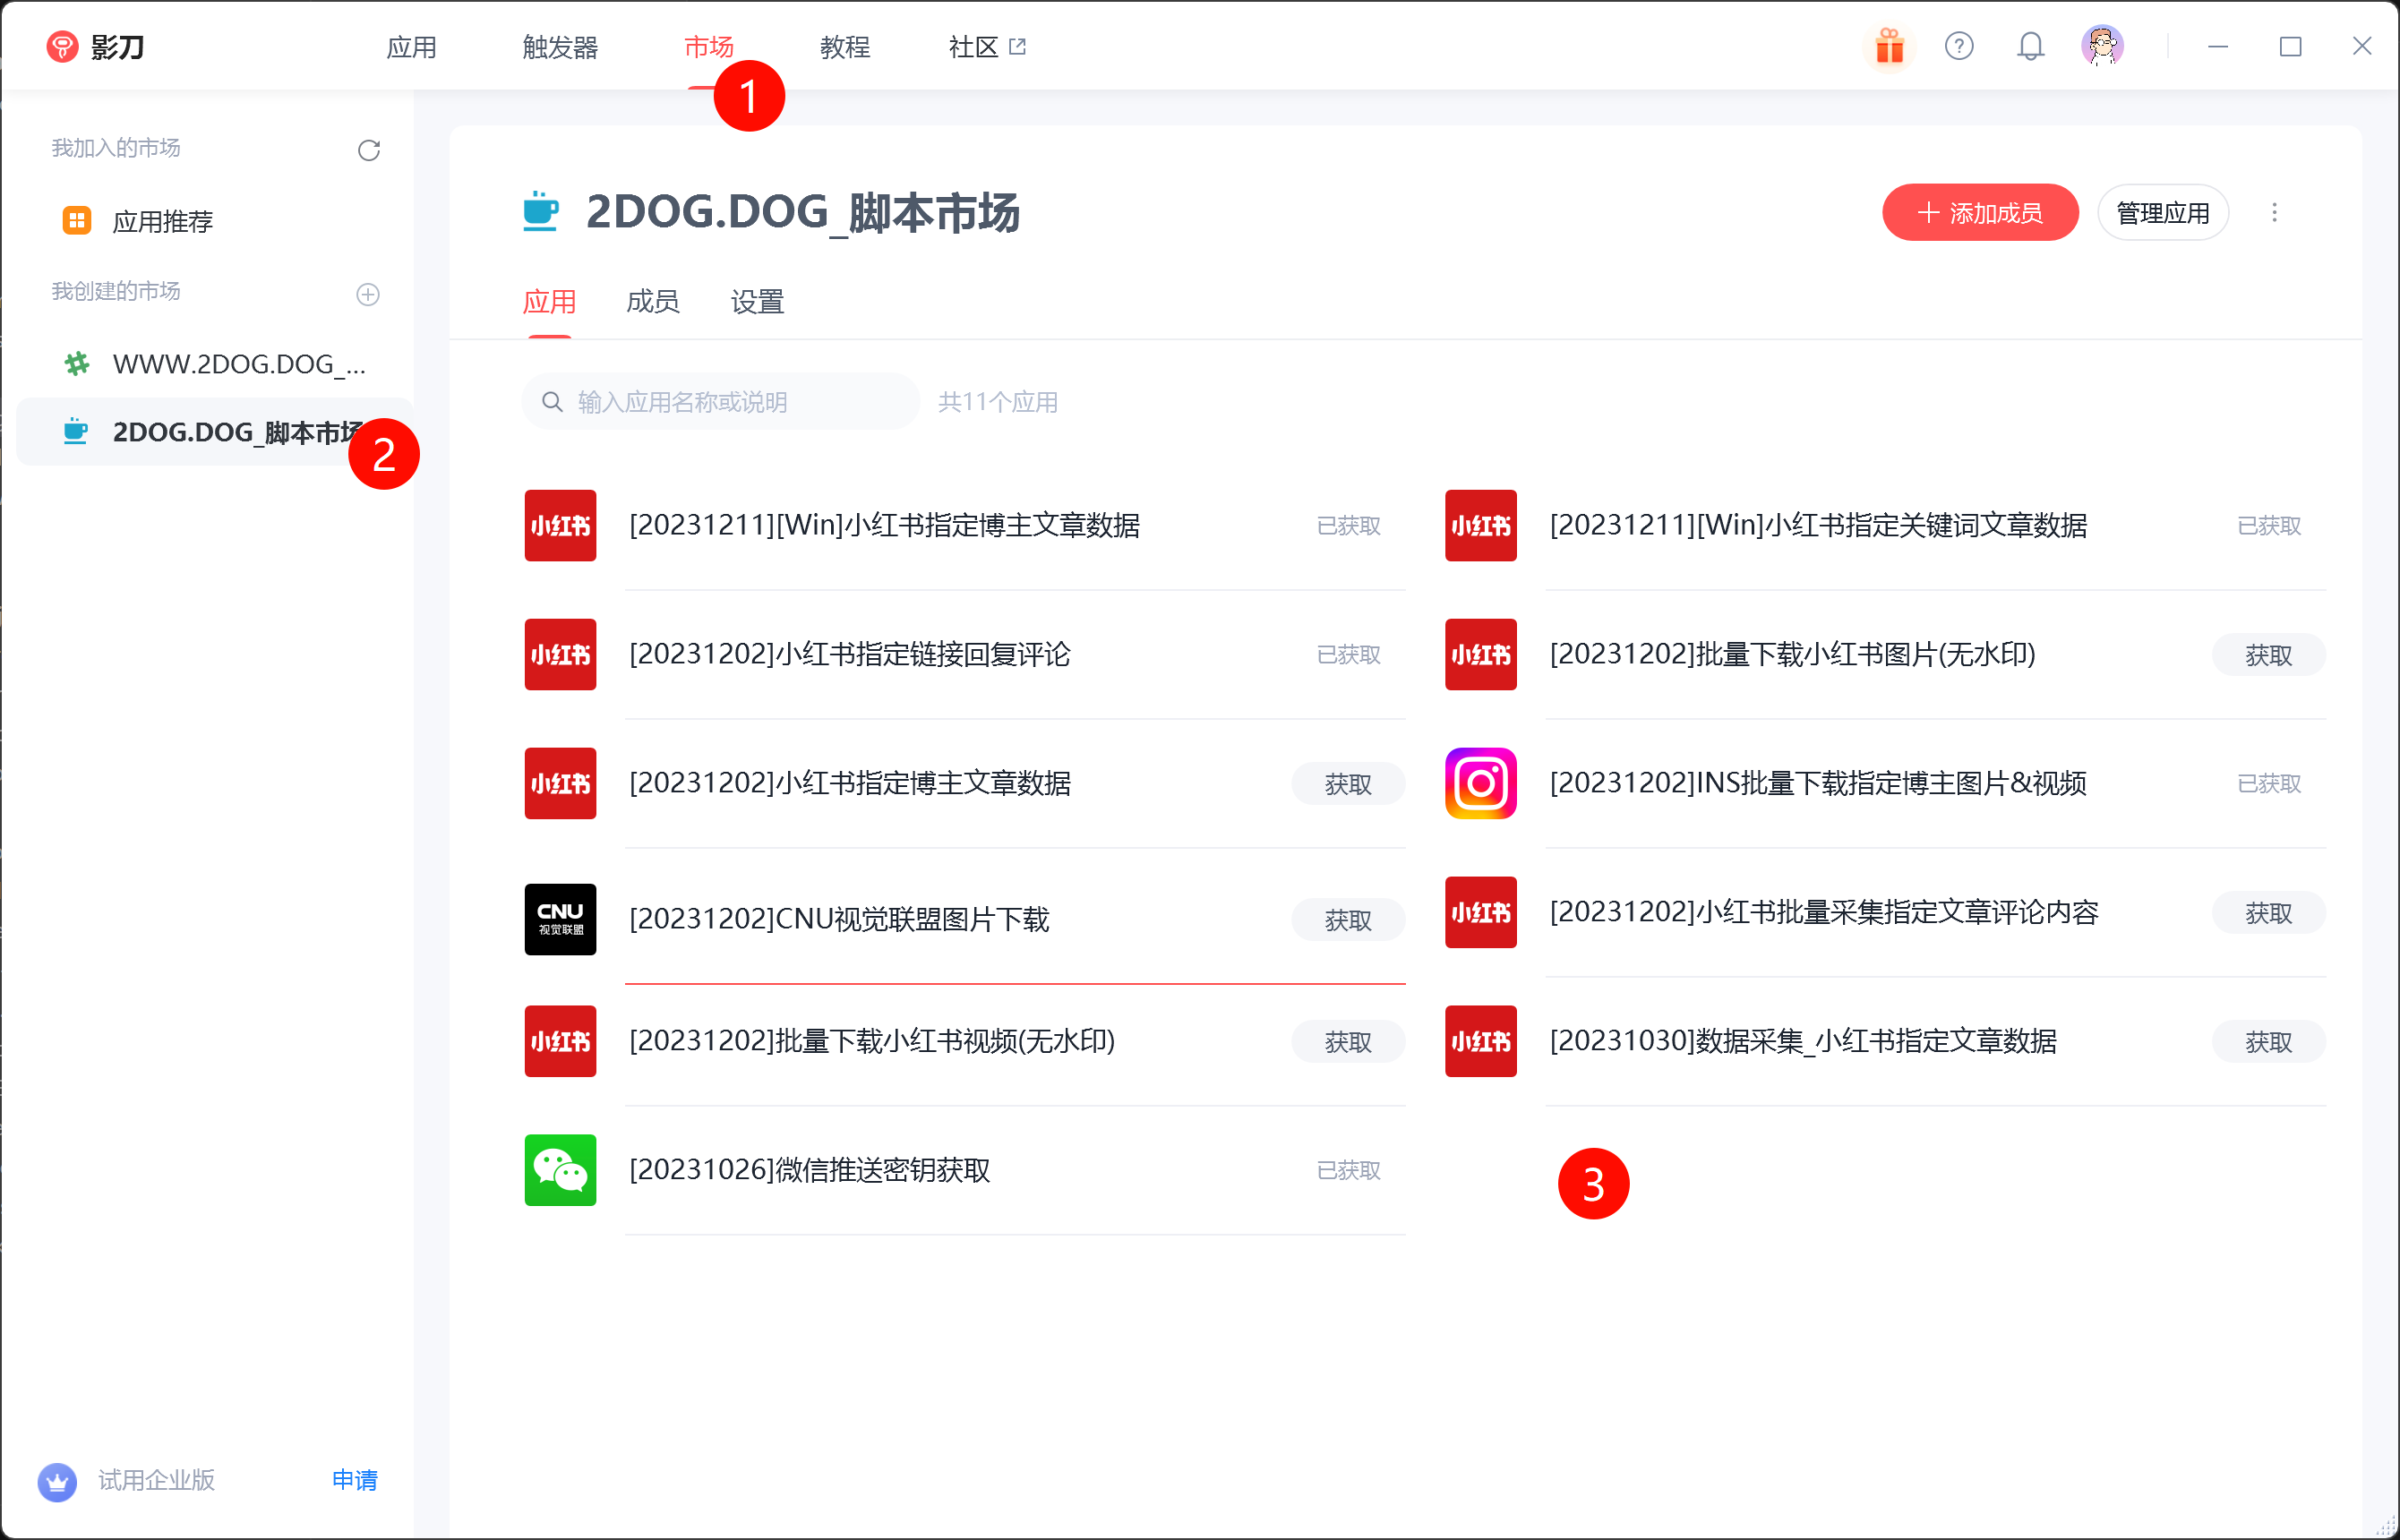 影刀
应用
触发器
市场
教程
社区
1
我加入的市场
应用推荐
我创建的市场
WWW.2DOG.DOG_...
2DOG.DOG_脚本市场
2
试用企业版
申请
2DOG.DOG_脚本市场
添加成员
管理应用
应用
成员
设置
输入应用名称或说明
共11个应用
小红书
[20231211][Win]小红书指定博主文章数据
已获取
小红书
[20231211][Win]小红书指定关键词文章数据
已获取
小红书
[20231202]小红书指定链接回复评论
已获取
小红书
[20231202]批量下载小红书图片(无水印)
获取
小红书
[20231202]小红书指定博主文章数据
获取
[20231202]INS批量下载指定博主图片&视频
已获取
CNU
视觉联盟
[20231202]CNU视觉联盟图片下载
获取
小红书
[20231202]小红书批量采集指定文章评论内容
获取
小红书
[20231202]批量下载小红书视频(无水印)
获取
小红书
[20231030]数据采集_小红书指定文章数据
获取
[20231026]微信推送密钥获取
已获取
3